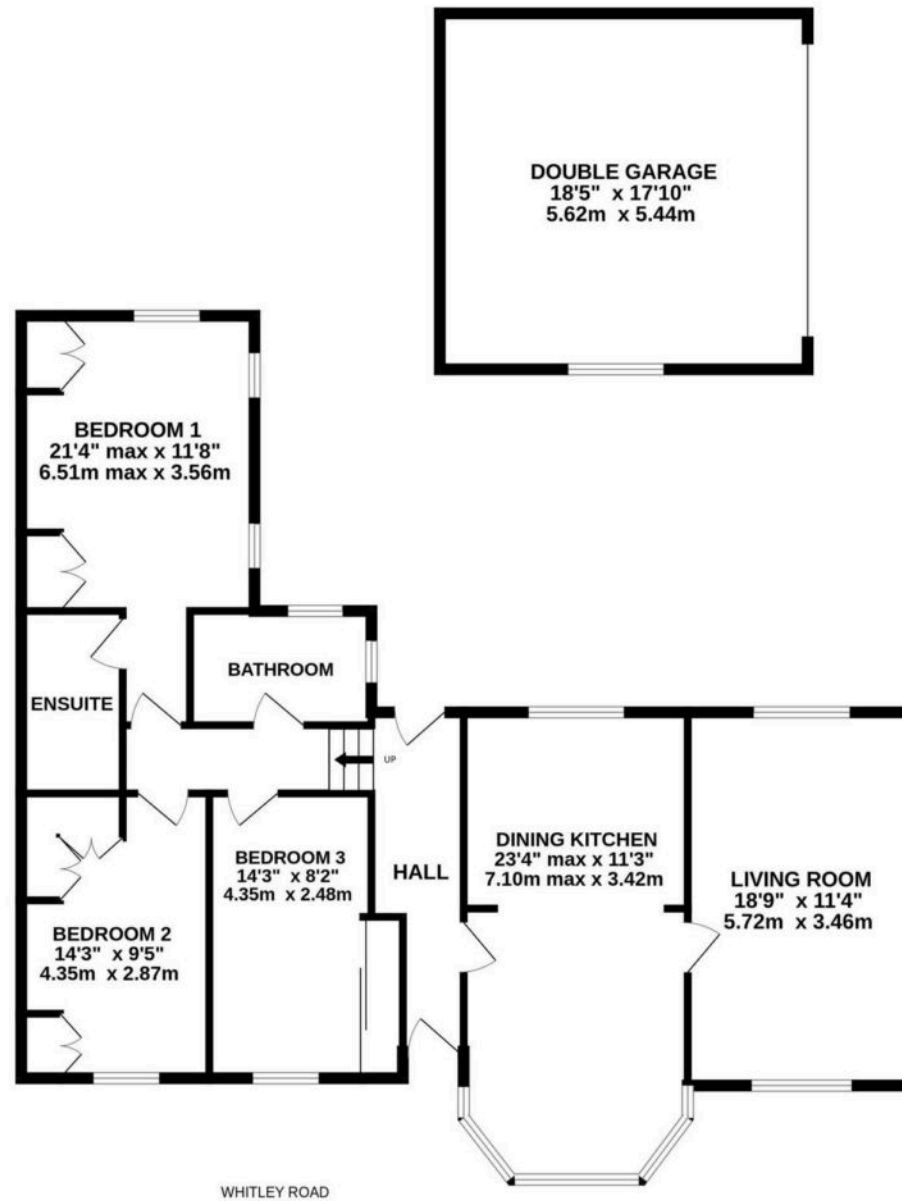 DOUBLE GARAGE
18'5" x 17'10"
5.62m x 5.44m
BEDROOM 1
21'4" max x 11'8"
6.51m max x 3.56m
BATHROOM
ENSUITE
UP
DINING KITCHEN
23'4" max x 11'3"
7.10m max x 3.42m
BEDROOM 3
14'3" x 8'2"
4.35m x 2.48m
HALL
LIVING ROOM
18'9" x 11'4"
5.72m x 3.46m
BEDROOM 2
14'3" x 9'5"
4.35m x 2.87m
WHITLEY ROAD